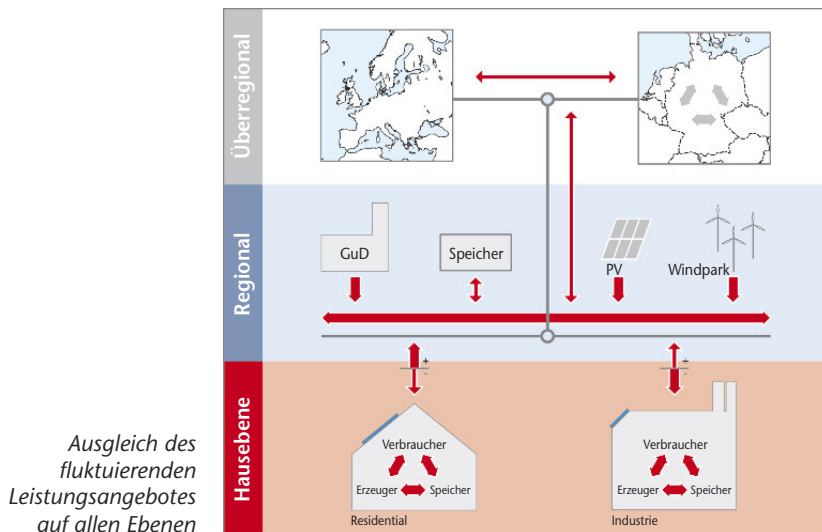 Überregional
Regional
GuD
Speicher
PV
Windpark
+
-
+
-
Hausebene
Verbraucher
Erzeuger
Speicher
Residential
Verbraucher
Erzeuger
Speicher
Industrie
Ausgleich des
fluktuierenden
Leistungsangebotes
auf allen Ebenen